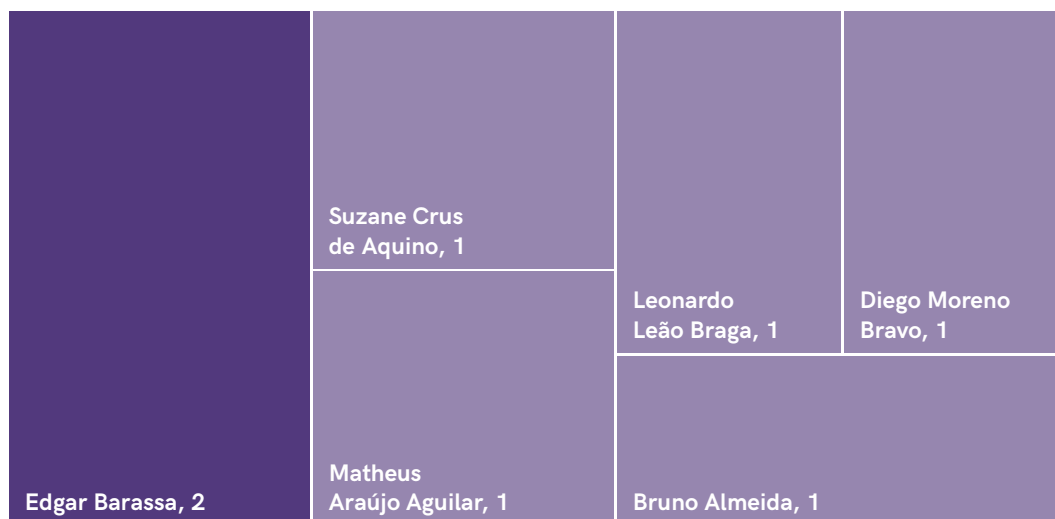 Edgar Barassa, 2
Suzane Crus
de Aquino, 1
Matheus
Araújo Aguilar, 1
Leonardo
Leão Braga, 1
Diego Moreno
Bravo, 1
Bruno Almeida, 1